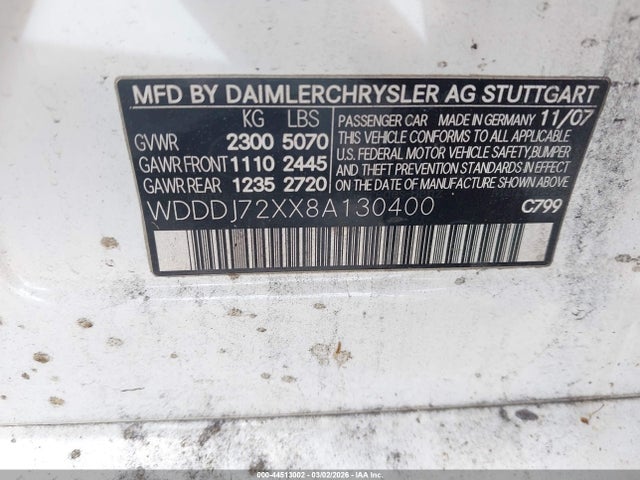 MFD BY DAIMLERCHRYSLER AG STUTTGART
KG LBS
GVWR 2300 5070
GAWR FRONT 1110 2445
GAWR REAR 1235 2720
PASSENGER CAR MADE IN GERMANY 11/07
THIS VEHICLE CONFORMS TO ALL APPLICABLE
U.S. FEDERAL MOTOR VEHICLE SAFETY, BUMPER
AND THEFT PREVENTION STANDARDS IN EFFECT
ON THE DATE OF MANUFACTURE SHOWN ABOVE.
WDDDJ72XX8A130400 C799
000-44513002 - 03/02/2026 - IAA Inc.